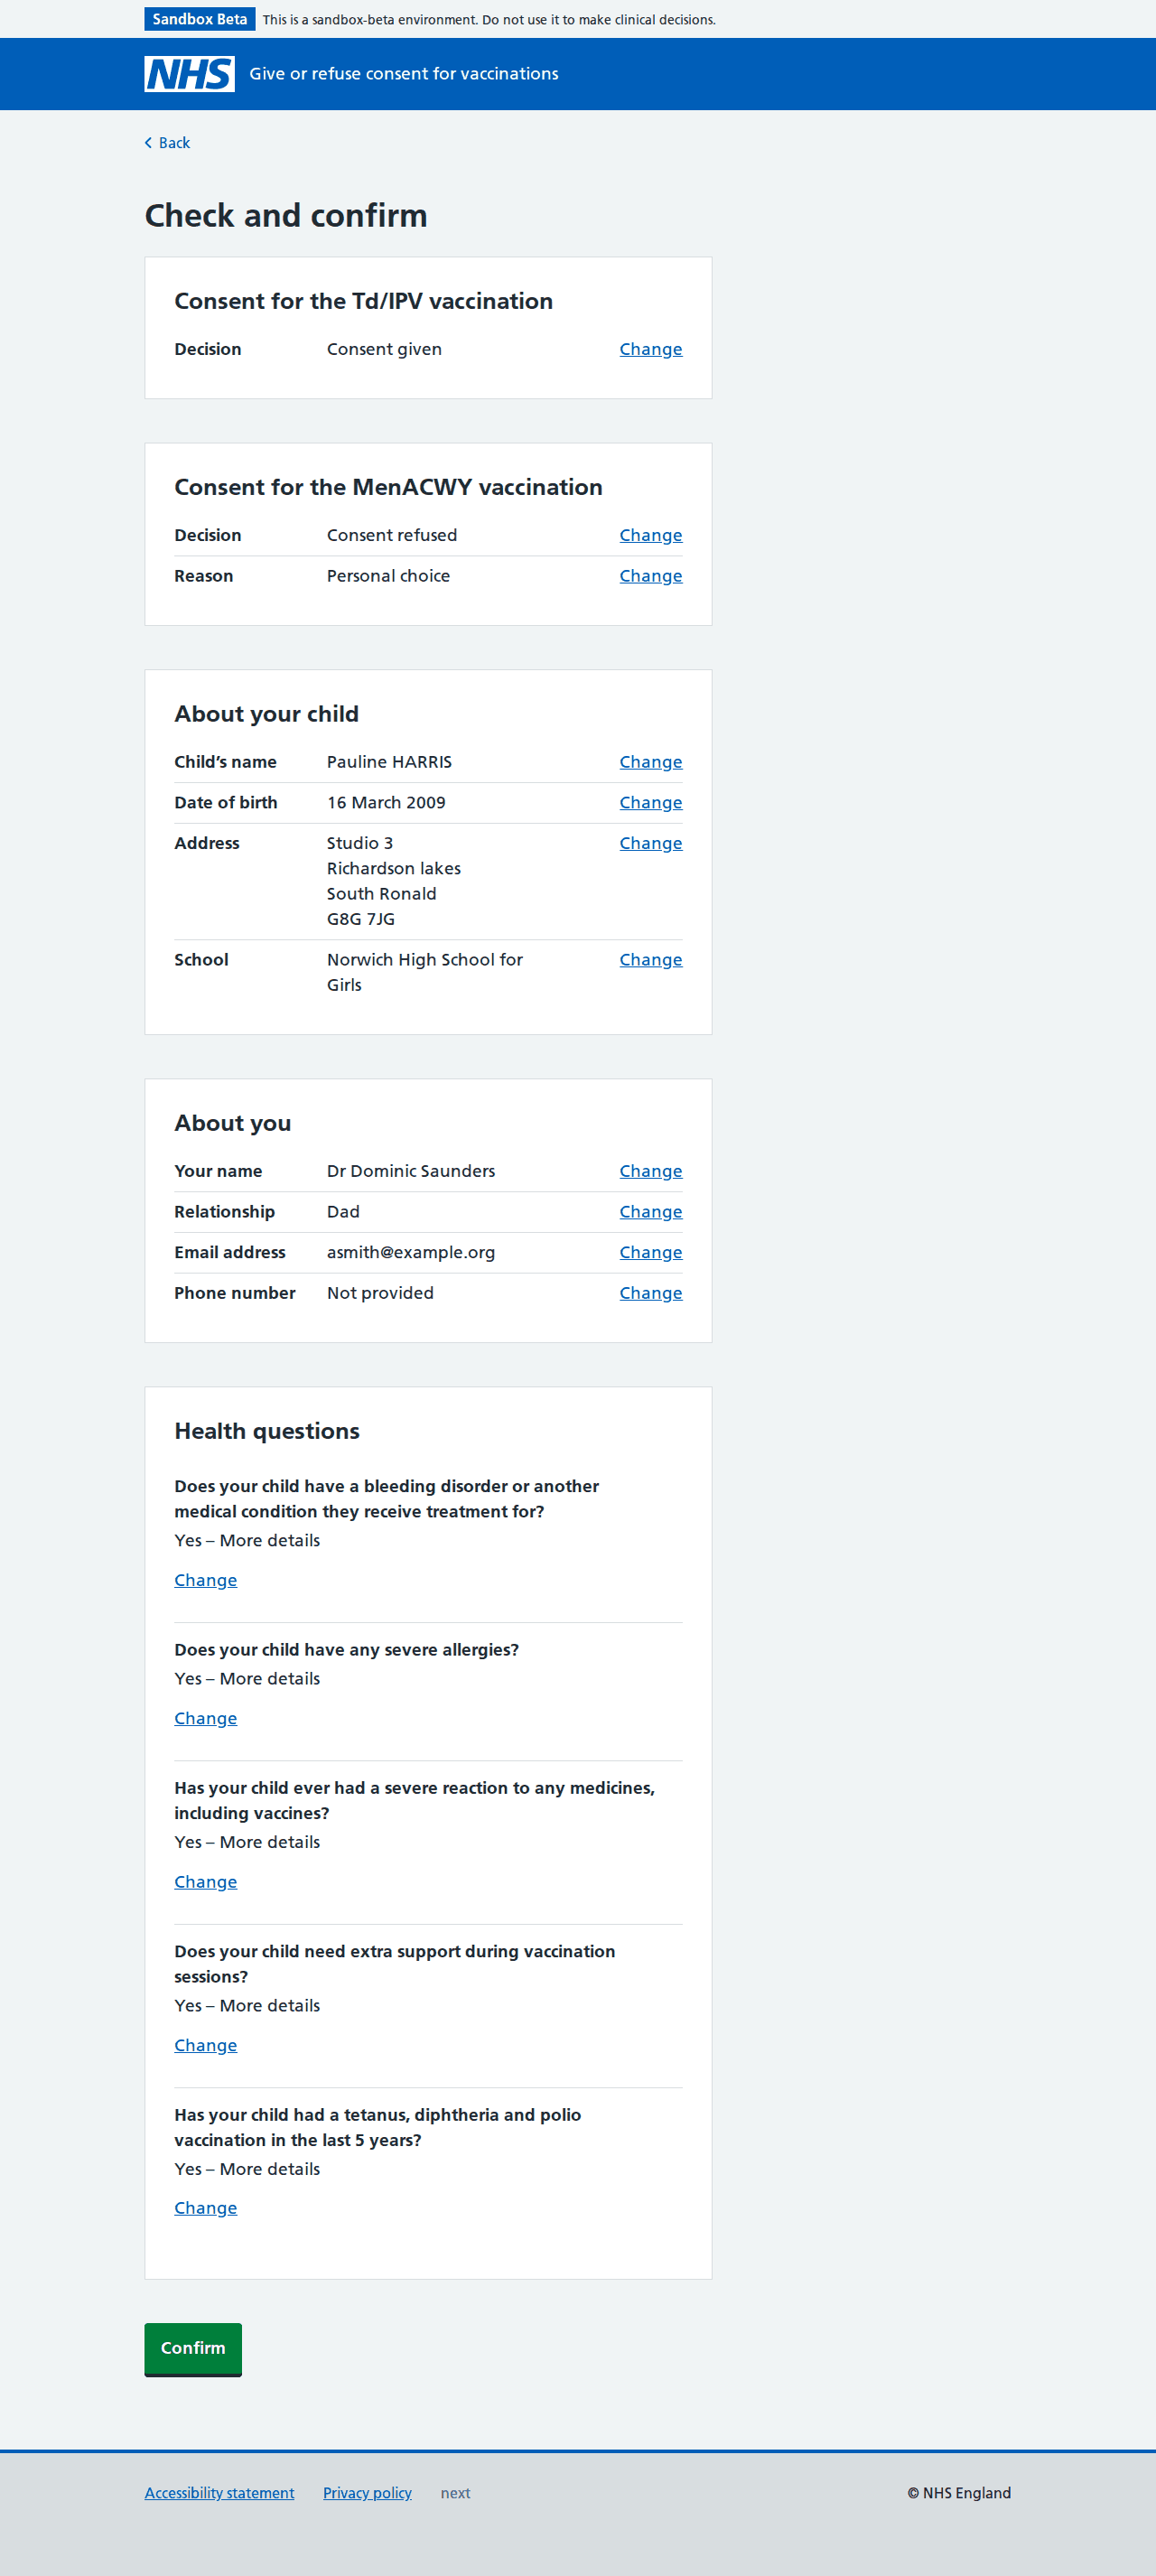 Sandbox Beta This is a sandbox-beta environment. Do not use it to make clinical decisions.
NHS Give or refuse consent for vaccinations
Back
Check and confirm
Consent for the Td/IPV vaccination
Decision Consent given Change
Consent for the MenACWY vaccination
Decision Consent refused Change
Reason Personal choice Change
About your child
Child’s name Pauline HARRIS Change
Date of birth 16 March 2009 Change
Address Studio 3 Change
Richardson lakes
South Ronald
G8G 7JG
School Norwich High School for Change
Girls
About you
Your name Dr Dominic Saunders Change
Relationship Dad Change
Email address asmith@example.org Change
Phone number Not provided Change
Health questions
Does your child have a bleeding disorder or another
medical condition they receive treatment for?
Yes – More details
Change
Does your child have any severe allergies?
Yes – More details
Change
Has your child ever had a severe reaction to any medicines,
including vaccines?
Yes – More details
Change
Does your child need extra support during vaccination
sessions?
Yes – More details
Change
Has your child had a tetanus, diphtheria and polio
vaccination in the last 5 years?
Yes – More details
Change
Confirm
Accessibility statement Privacy policy next © NHS England